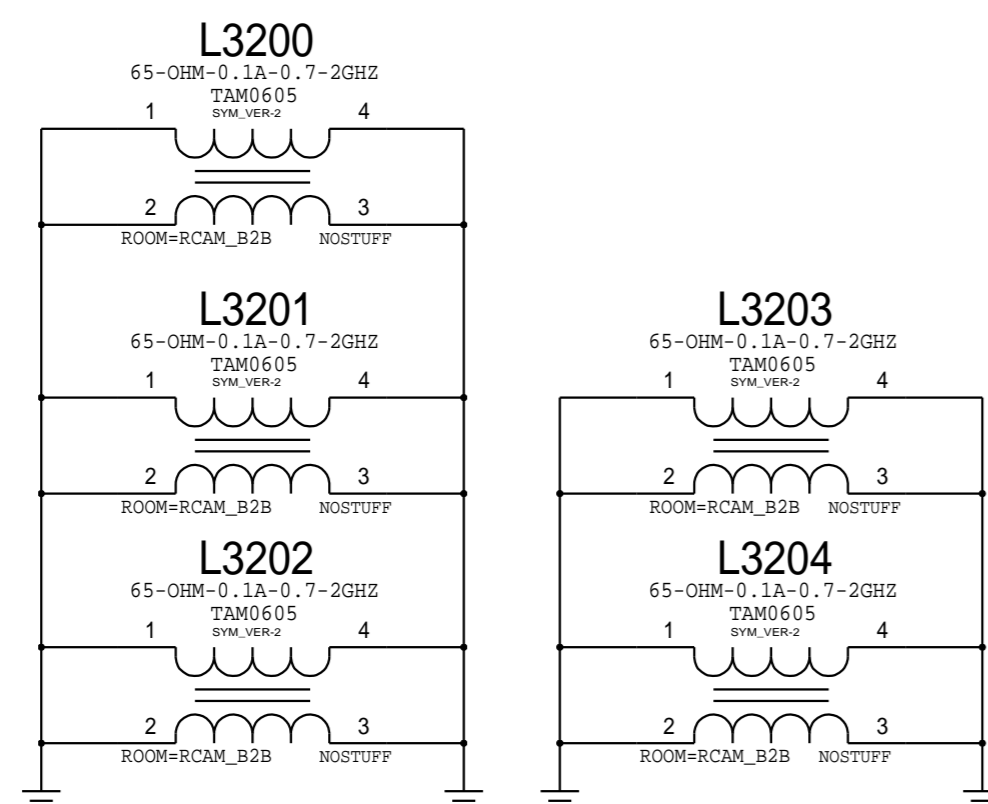 L3200
65-OHM-0.1A-0.7-2GHZ
TAM0605
SYM_VER-2
1 4
2 3
ROOM=RCAM_B2B NOSTUFF
L3201
65-OHM-0.1A-0.7-2GHZ
TAM0605
SYM_VER-2
1 4
2 3
ROOM=RCAM_B2B NOSTUFF
L3202
65-OHM-0.1A-0.7-2GHZ
TAM0605
SYM_VER-2
1 4
2 3
ROOM=RCAM_B2B NOSTUFF
L3203
65-OHM-0.1A-0.7-2GHZ
TAM0605
SYM_VER-2
1 4
2 3
ROOM=RCAM_B2B NOSTUFF
L3204
65-OHM-0.1A-0.7-2GHZ
TAM0605
SYM_VER-2
1 4
2 3
ROOM=RCAM_B2B NOSTUFF